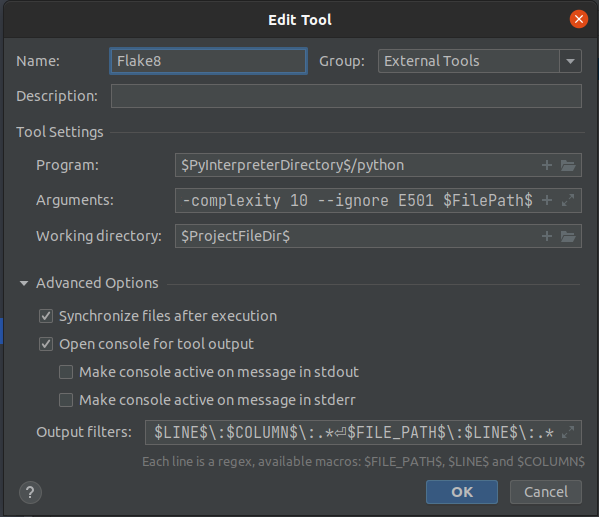 Edit Tool
Name: Flake8 Group: External Tools
Description:
Tool Settings
Program: $PyInterpreterDirectory$/python
Arguments: -complexity 10 --ignore E501 $FilePath$
Working directory: $ProjectFileDir$
Advanced Options
Synchronize files after execution
Open console for tool output
Make console active on message in stdout
Make console active on message in stderr
Output filters: $LINE$\:$COLUMN$\:.*⏎$FILE_PATH$\:$LINE$\:.*
Each line is a regex, available macros: $FILE_PATH$, $LINE$ and $COLUMN$
? OK Cancel